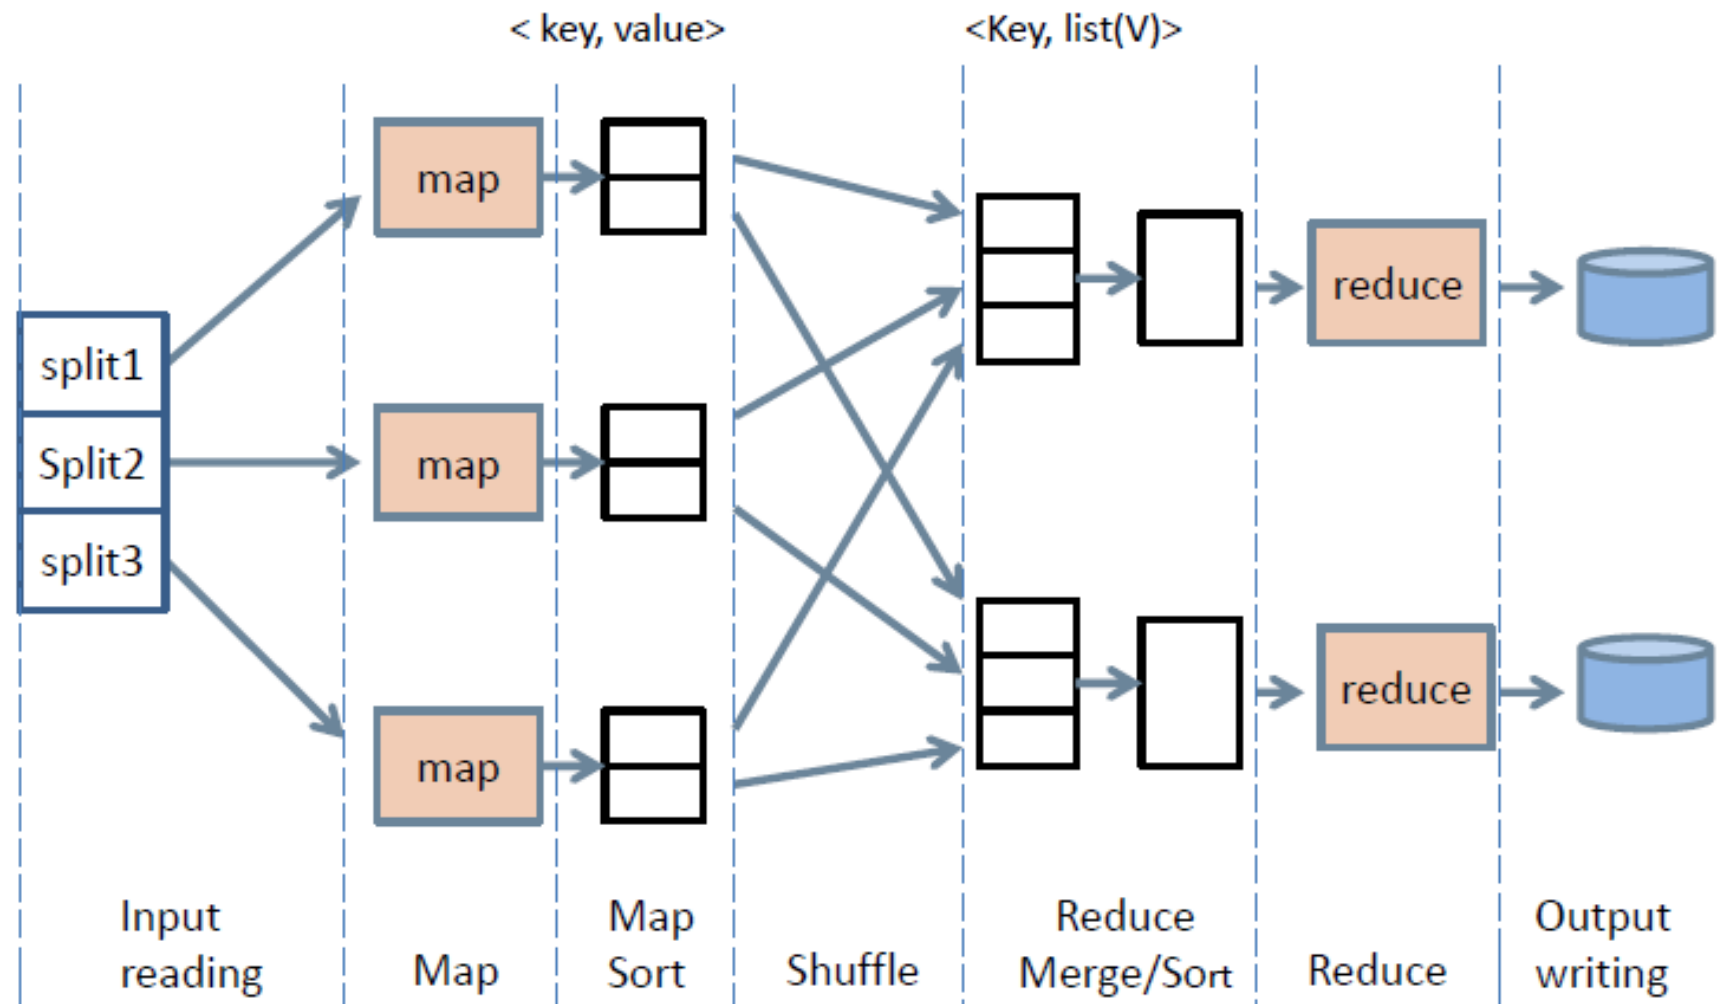 < key, value>
<Key, list(V)>
map
split1
Split2
split3
map
map
reduce
reduce
Input
reading
Map
Map
Sort
Shuffle
Reduce
Merge/Sort
Reduce
Output
writing